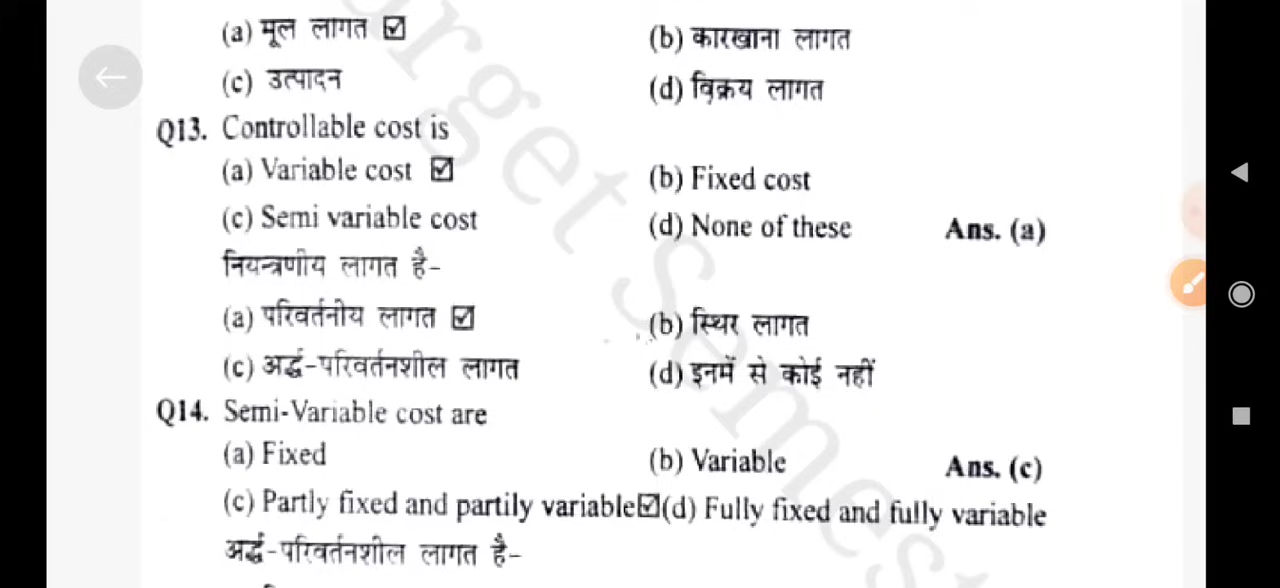 (a) मूल लागत ☑ (b) कारखाना लागत
(c) उत्पादन (d) विक्रय लागत
Q13. Controllable cost is
(a) Variable cost ☑ (b) Fixed cost
(c) Semi variable cost (d) None of these Ans. (a)
नियन्त्रणीय लागत है-
(a) परिवर्तनीय लागत ☑ (b) स्थिर लागत
(c) अर्द्ध-परिवर्तनशील लागत (d) इनमें से कोई नहीं
Q14. Semi-Variable cost are
(a) Fixed (b) Variable Ans. (c)
(c) Partly fixed and partily variable☑(d) Fully fixed and fully variable
अर्द्ध-परिवर्तनशील लागत है-